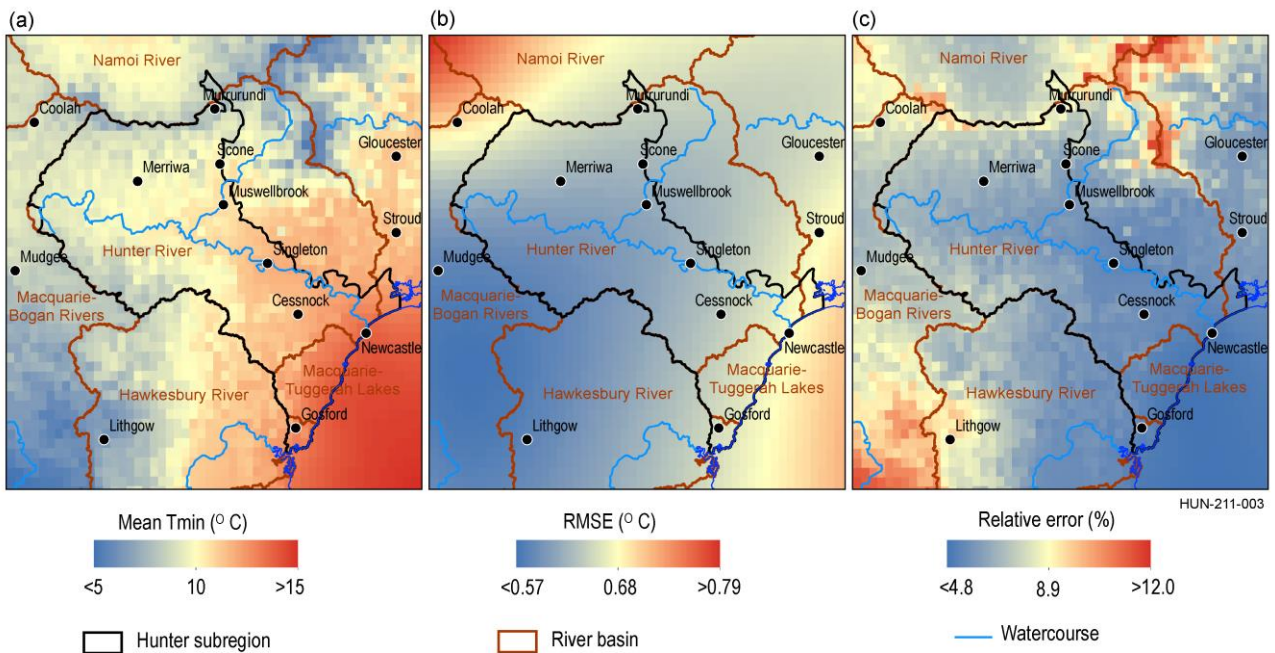 (a)
Namoi River
Coolah
Murrurundi
Gloucester
Scone
Merriwa
Muswellbrook
Stroud
Hunter River
Singleton
Mudgee
Macquarie-
Bogan Rivers
Cessnock
Newcastle
Macquarie-
Tuggerah Lakes
Hawkesbury River
Gosford
Lithgow
(b)
Namoi River
Coolah
Murrurundi
Gloucester
Scone
Merriwa
Muswellbrook
Stroud
Hunter River
Singleton
Mudgee
Macquarie-
Bogan Rivers
Cessnock
Newcastle
Macquarie-
Tuggerah Lakes
Hawkesbury River
Gosford
Lithgow
(c)
Namoi River
Coolah
Murrurundi
Gloucester
Scone
Merriwa
Muswellbrook
Stroud
Hunter River
Singleton
Mudgee
Macquarie-
Bogan Rivers
Cessnock
Newcastle
Macquarie-
Tuggerah Lakes
Hawkesbury River
Gosford
Lithgow
HUN-211-003
Mean Tmin (° C)
<5 10 >15
RMSE (° C)
<0.57 0.68 >0.79
Relative error (%)
<4.8 8.9 >12.0
Hunter subregion
River basin
Watercourse